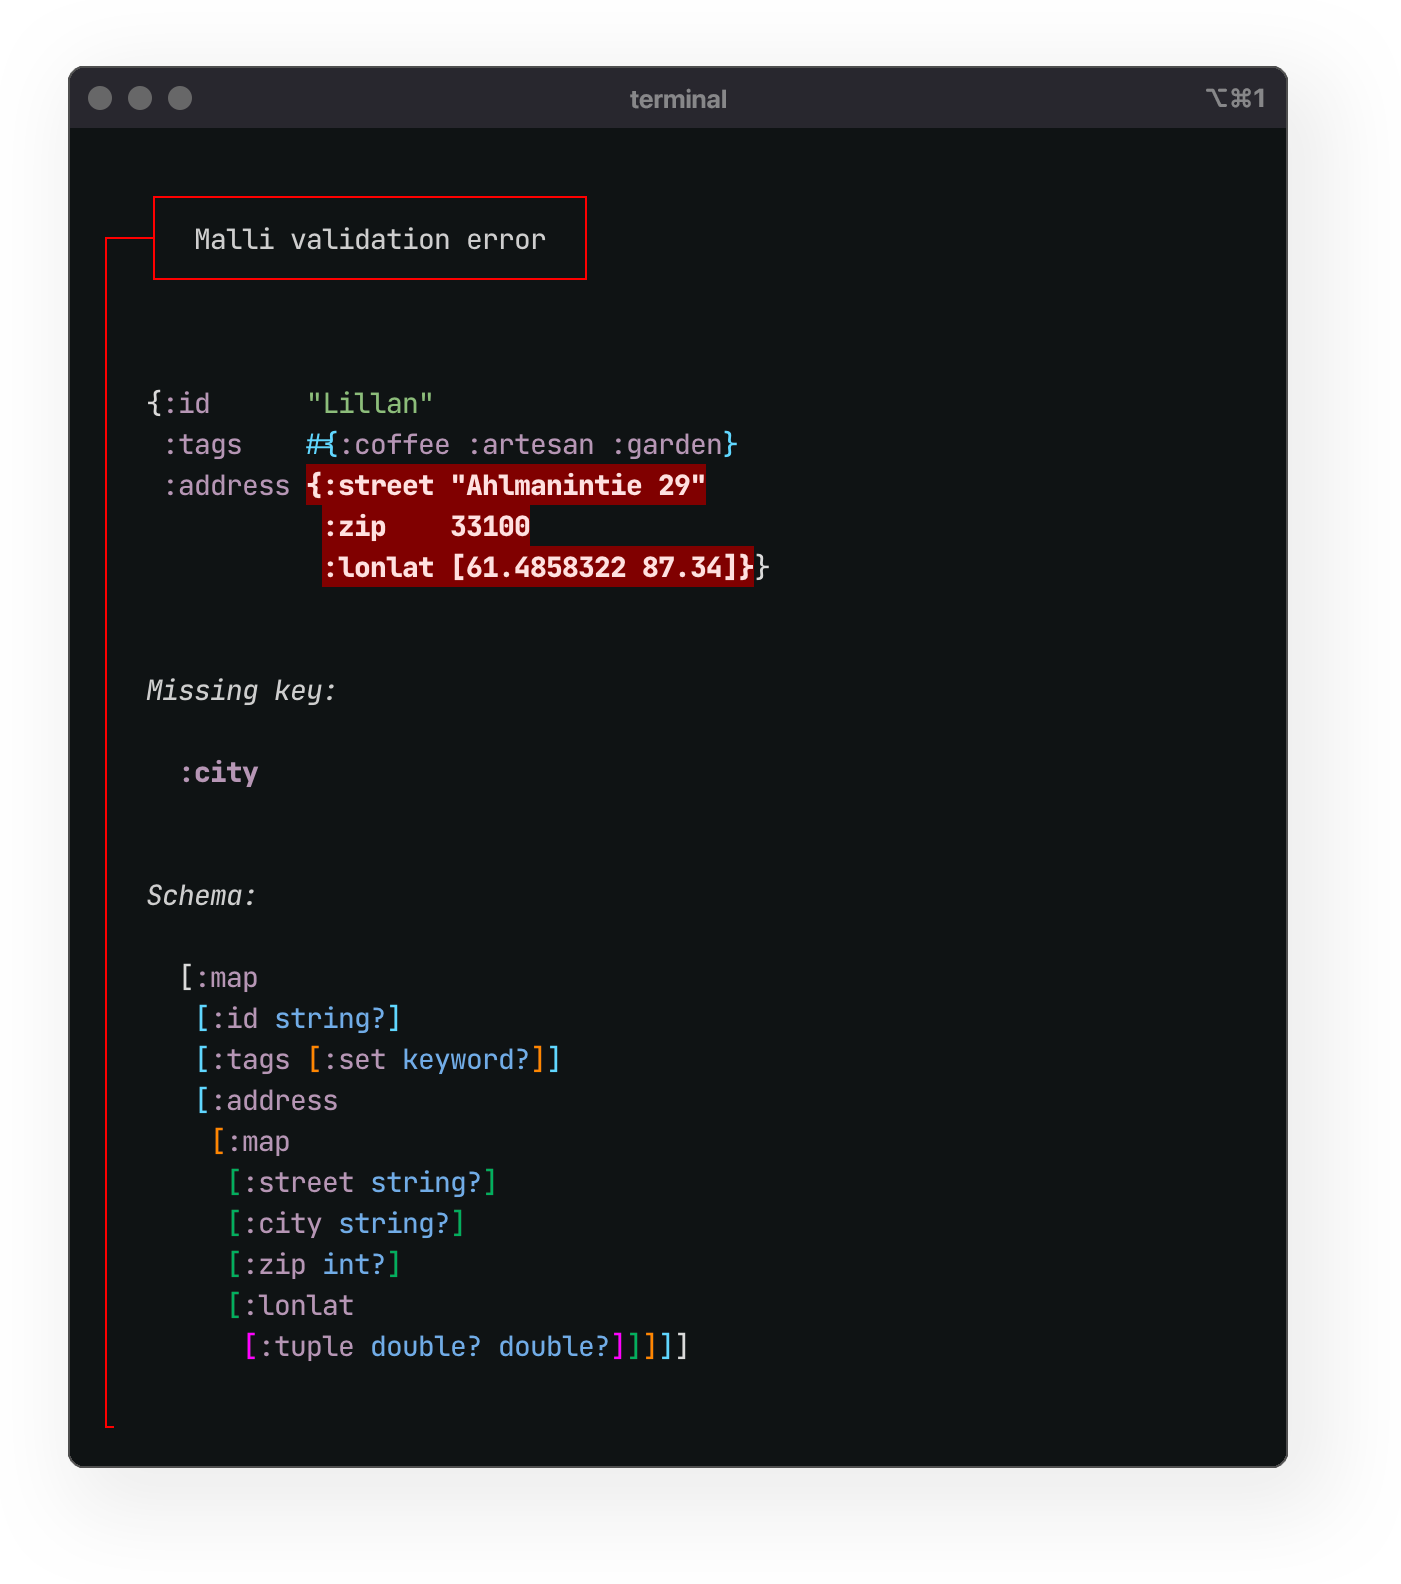 terminal ⌥⌘1
Malli validation error
{:id      "Lillan"
 :tags    #{:coffee :artesan :garden}
 :address {:street "Ahlmanintie 29"
           :zip    33100
           :lonlat [61.4858322 87.34]}}
Missing key:
  :city
Schema:
  [:map
   [:id string?]
   [:tags [:set keyword?]]
   [:address
    [:map
     [:street string?]
     [:city string?]
     [:zip int?]
     [:lonlat
      [:tuple double? double?]]]]]